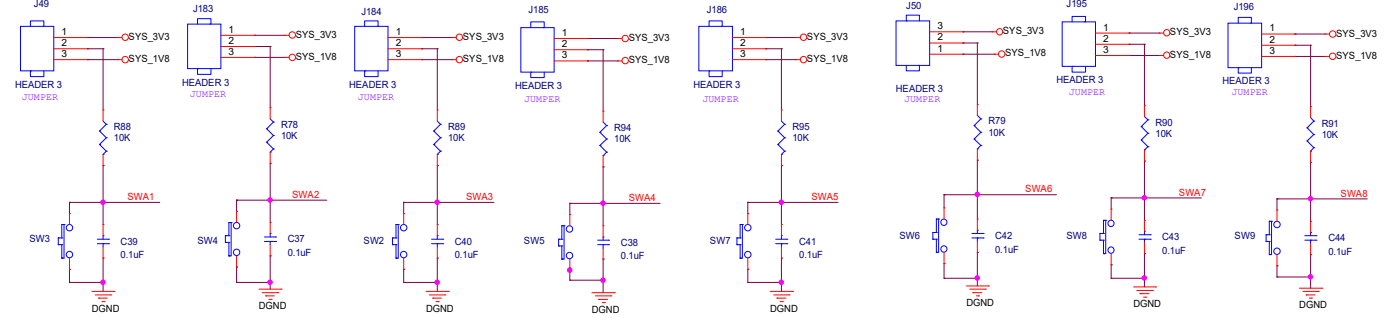 J49
1
2
3
SYS_3V3
SYS_1V8
HEADER 3
JUMPER
R88
10K
SWA1
SW3
C39
0.1uF
DGND
J183
1
2
3
SYS_3V3
SYS_1V8
HEADER 3
JUMPER
R78
10K
SWA2
SW4
C37
0.1uF
DGND
J184
1
2
3
SYS_3V3
SYS_1V8
HEADER 3
JUMPER
R89
10K
SWA3
SW2
C40
0.1uF
DGND
J185
1
2
3
SYS_3V3
SYS_1V8
HEADER 3
JUMPER
R94
10K
SWA4
SW5
C38
0.1uF
DGND
J186
1
2
3
SYS_3V3
SYS_1V8
HEADER 3
JUMPER
R95
10K
SWA5
SW7
C41
0.1uF
DGND
J50
3
2
1
SYS_3V3
SYS_1V8
HEADER 3
JUMPER
R79
10K
SWA6
SW6
C42
0.1uF
DGND
J195
1
2
3
SYS_3V3
SYS_1V8
HEADER 3
JUMPER
R90
10K
SWA7
SW8
C43
0.1uF
DGND
J196
1
2
3
SYS_3V3
SYS_1V8
HEADER 3
JUMPER
R91
10K
SWA8
SW9
C44
0.1uF
DGND